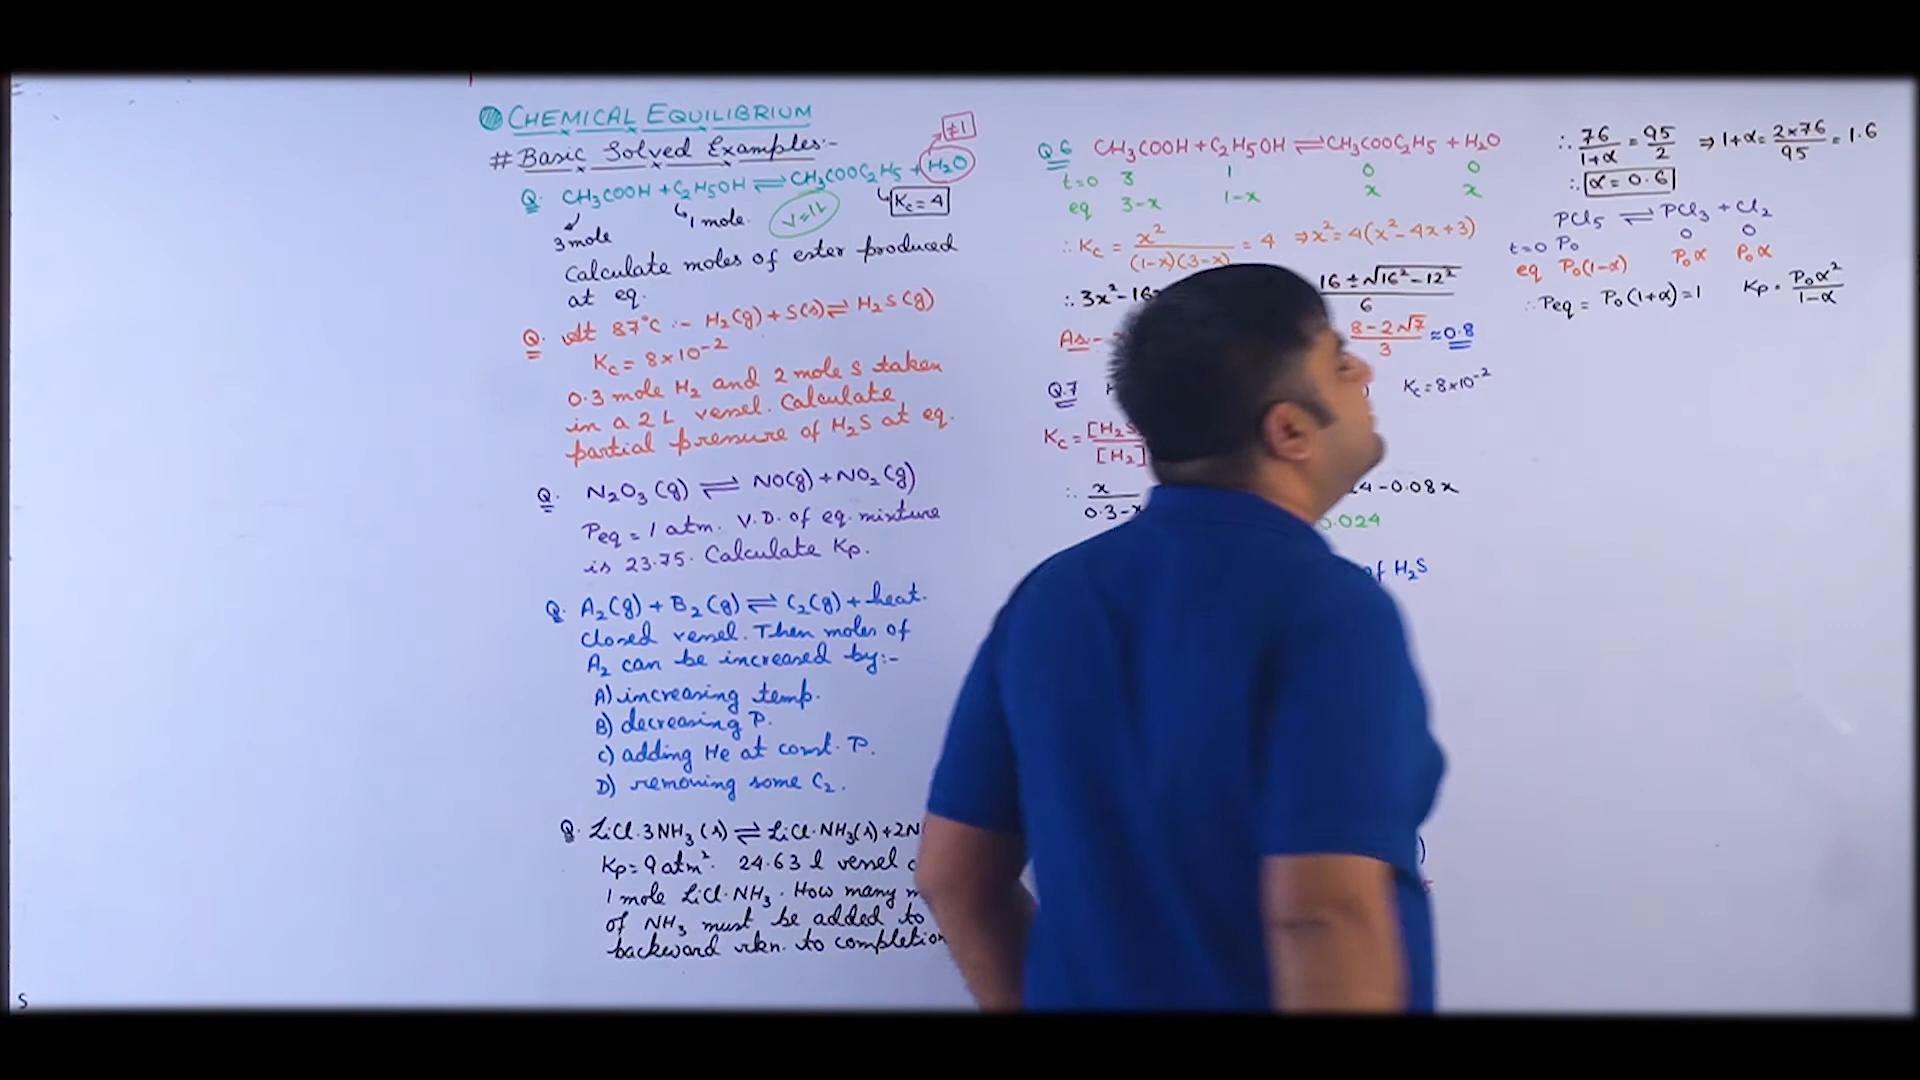 CHEMICAL EQUILIBRIUM
# Basic Solved Examples:-
≠1
Q. CH₃COOH + C₂H₅OH ⇌ CH₃COOC₂H₅ + H₂O
3 mole
1 mole.
V=1L
Kc = 4
Calculate moles of ester produced
at eq.
Q. At 87°C :- H₂(g) + S(s) ⇌ H₂S(g)
Kc = 8×10⁻²
0.3 mole H₂ and 2 mole S taken
in a 2 L vessel. Calculate
partial pressure of H₂S at eq.
Q. N₂O₃(g) ⇌ NO(g) + NO₂(g)
Peq = 1 atm. V.D. of eq. mixture
is 23.75. Calculate Kp.
Q. A₂(g) + B₂(g) ⇌ C₂(g) + heat.
closed vessel. Then moles of
A₂ can be increased by:-
A) increasing temp.
B) decreasing P.
C) adding He at const. P.
D) removing some C₂.
Q. LiCl.3NH₃(s) ⇌ LiCl.NH₃(s) + 2N
Kp = 9 atm². 24.63 l vessel
1 mole LiCl.NH₃. How many
of NH₃ must be added to
backward rkn. to completion
Q.6 CH₃COOH + C₂H₅OH ⇌ CH₃COOC₂H₅ + H₂O
t=0 3 1 0 0
eq 3-x 1-x x x
∴ Kc = x²/(1-x)(3-x) = 4 ⇒ x² = 4(x²-4x+3)
∴ 3x²-16 16 ± √16²-12² / 6
As 8-2√7 / 3 ≈ 0.8
Q.7 Kc = 8×10⁻²
Kc = [H₂S / [H₂]
∴ x / 0.3-x 4-0.08x
0.024
of H₂S
∴ 76/1+α = 95/2 ⇒ 1+α = 2×76/95 = 1.6
∴ α = 0.6
PCl₅ ⇌ PCl₃ + Cl₂
t=0 P₀ 0 0
eq P₀(1-α) P₀α P₀α
∴ Peq = P₀(1+α) = 1 Kp = P₀α²/1-α
S